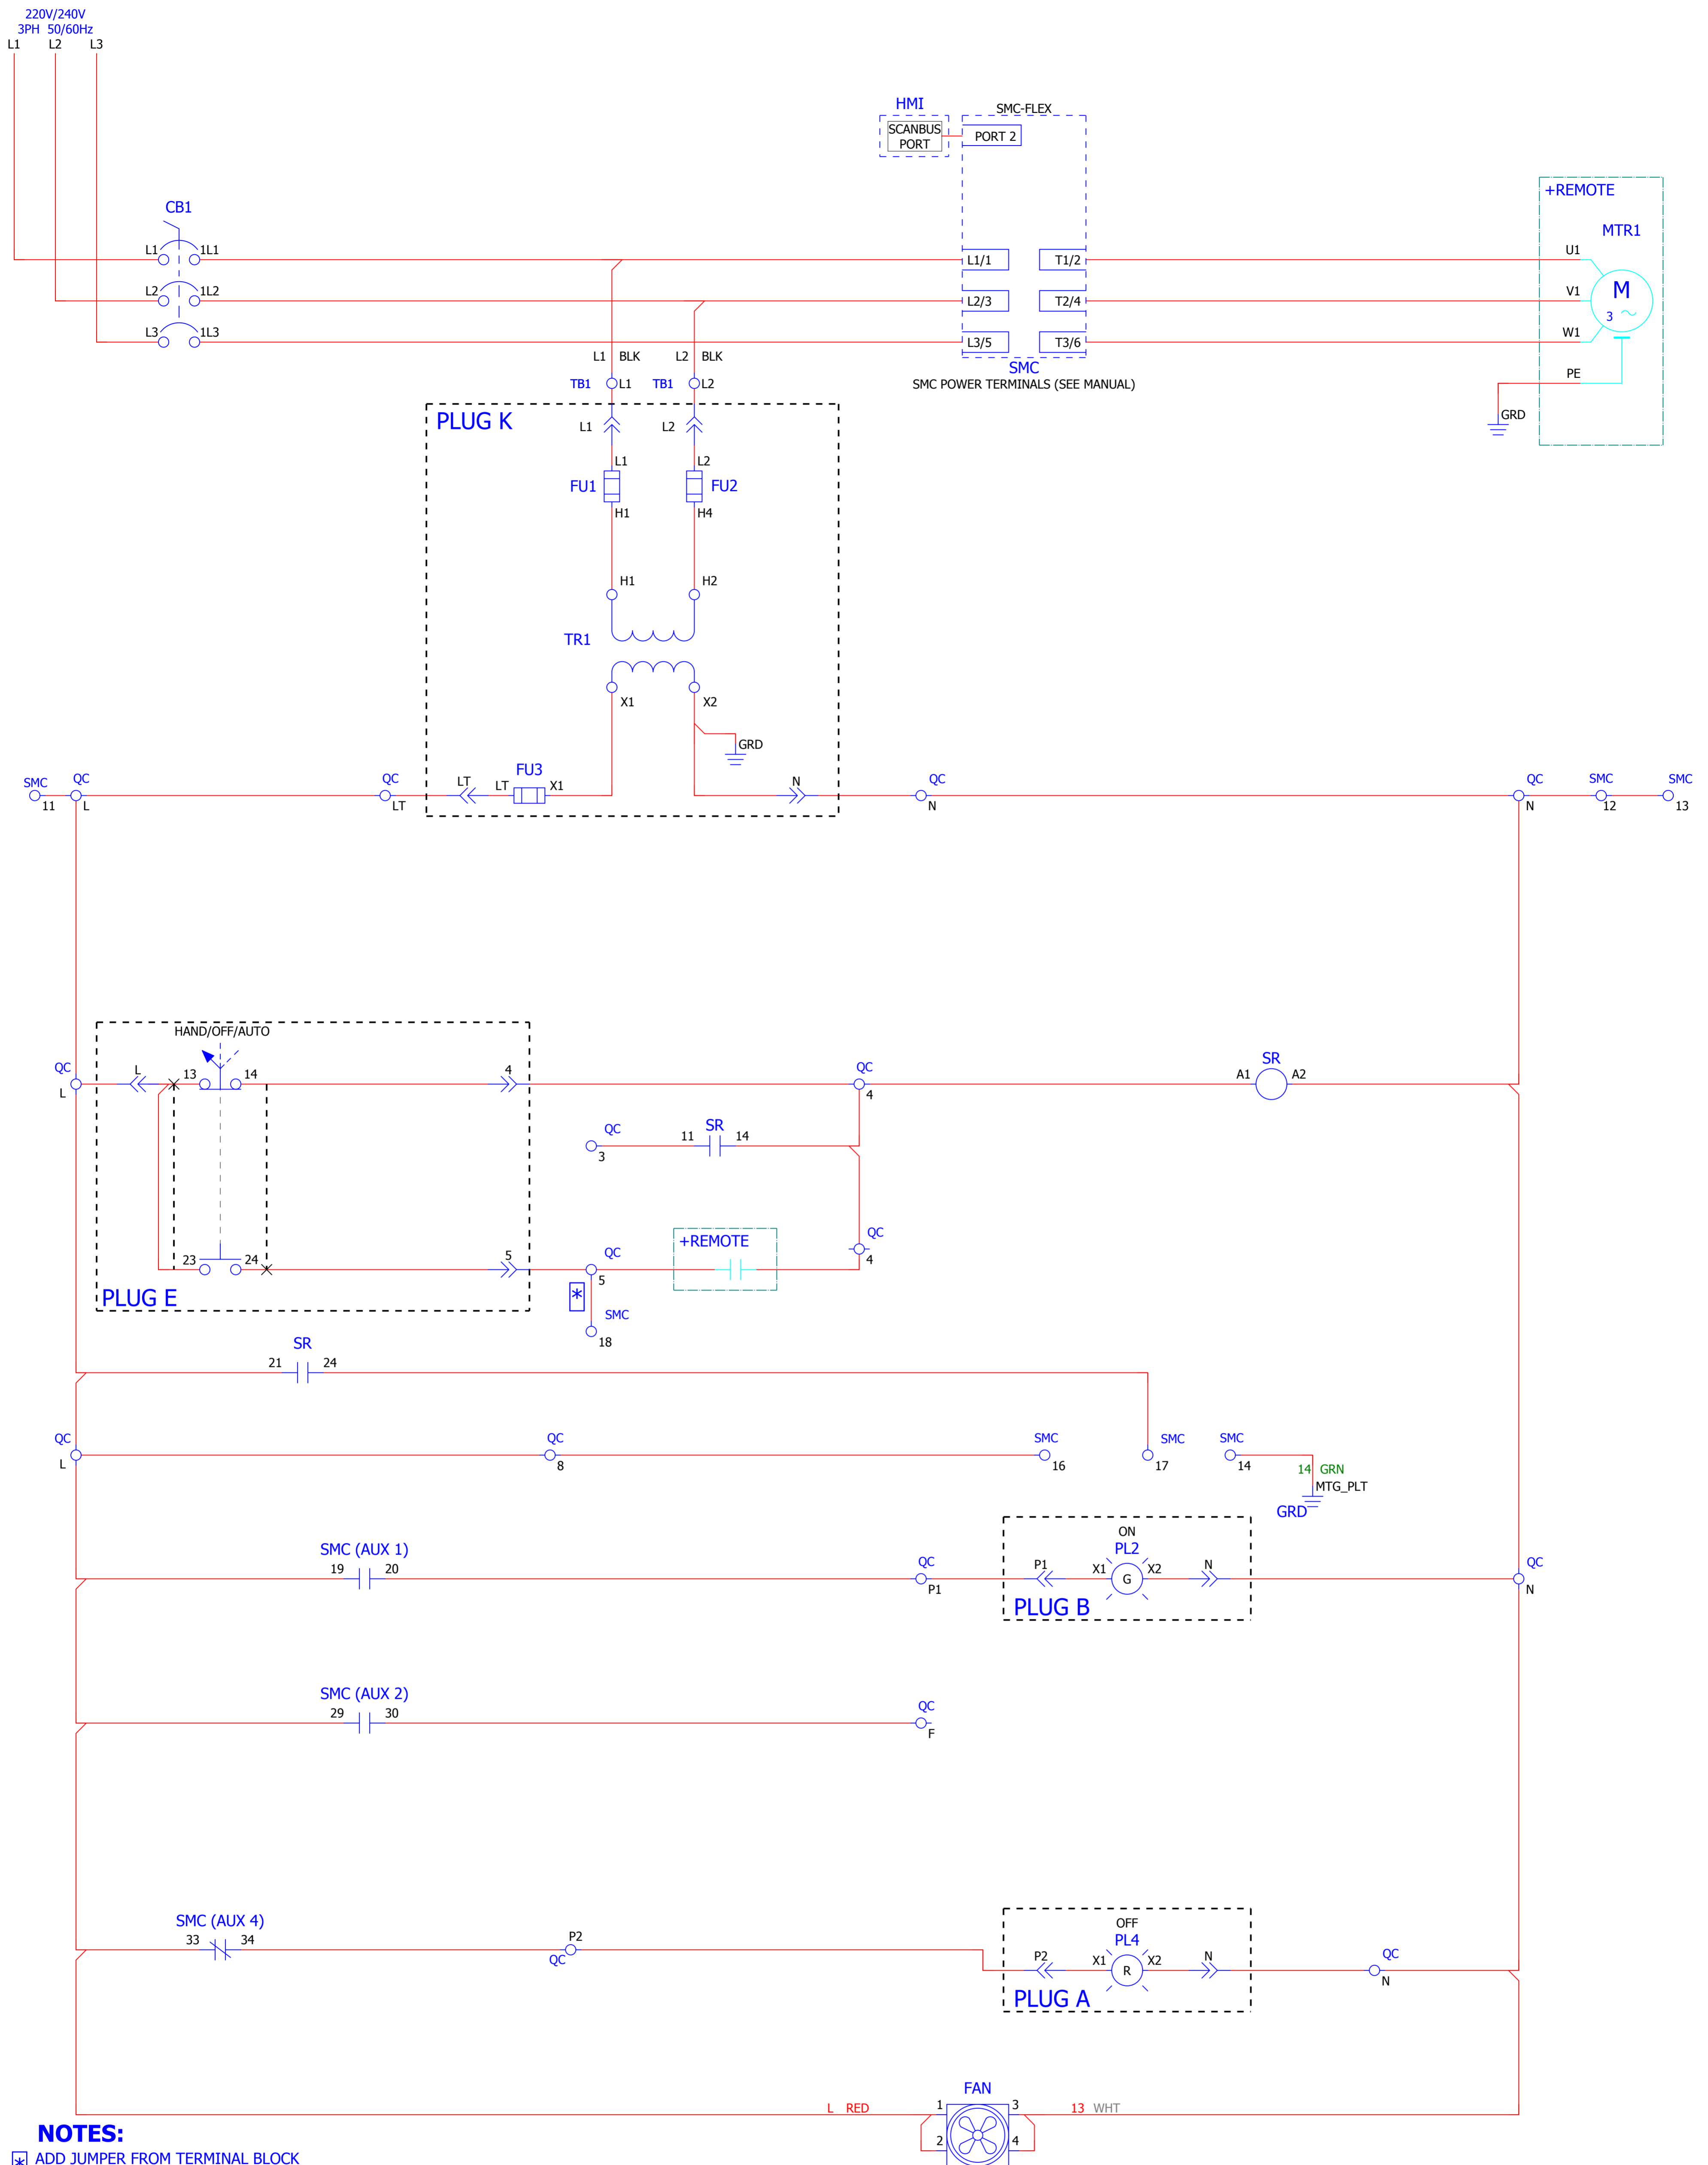 220V/240V
3PH 50/60Hz
L1 L2 L3
HMI
SMC-FLEX
SCANBUS
PORT
PORT 2
+REMOTE
CB1
MTR1
L1 1L1
L1/1 T1/2
U1
L2 1L2
L2/3 T2/4
V1
M
3
L3 1L3
L3/5 T3/6
W1
L1 BLK L2 BLK
SMC
PE
TB1 L1 TB1 L2
SMC POWER TERMINALS (SEE MANUAL)
GRD
PLUG K
L1 L2
L1 L2
FU1 FU2
H1 H4
H1 H2
TR1
X1 X2
GRD
SMC QC QC FU3 QC QC SMC SMC
LT LT X1 N
11 L LT N N 12 13
HAND/OFF/AUTO
QC L 13 14 4 QC SR
A1 A2
L 4
QC SR
11 14
3
QC +REMOTE QC
23 24 5
5 4
PLUG E
*
SMC
18
SR
21 24
QC QC SMC SMC SMC
L 8 16 17 14
14 GRN
MTG_PLT
GRD
ON
SMC (AUX 1) PL2
19 20 QC P1 X1 X2 N QC
G
P1 N
PLUG B
SMC (AUX 2)
29 30 QC
F
OFF
SMC (AUX 4) PL4
33 34 P2
QC
P2 X1 X2 N QC
R
N
PLUG A
FAN
L RED 1 3 13 WHT
2 4
NOTES:
* ADD JUMPER FROM TERMINAL BLOCK